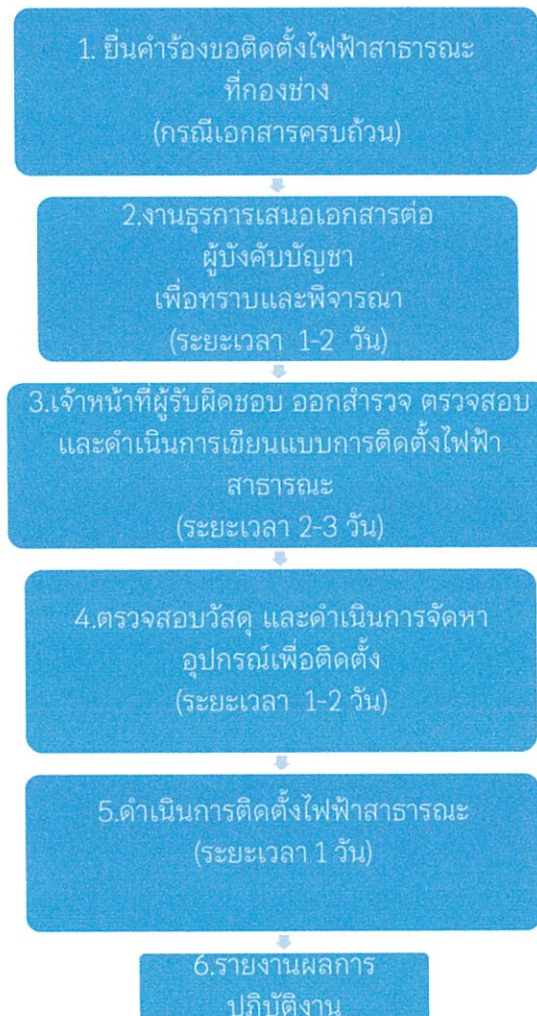 1. ยื่นคำร้องขอติดตั้งไฟฟ้าสาธารณะ
ที่กองช่าง
(กรณีเอกสารครบถ้วน)
2.งานธุรการเสนอเอกสารต่อ
ผู้บังคับบัญชา
เพื่อทราบและพิจารณา
(ระยะเวลา 1-2 วัน)
3.เจ้าหน้าที่ผู้รับผิดชอบ ออกสำรวจ ตรวจสอบ
และดำเนินการเขียนแบบการติดตั้งไฟฟ้า
สาธารณะ
(ระยะเวลา 2-3 วัน)
4.ตรวจสอบวัสดุ และดำเนินการจัดหา
อุปกรณ์เพื่อติดตั้ง
(ระยะเวลา 1-2 วัน)
5.ดำเนินการติดตั้งไฟฟ้าสาธารณะ
(ระยะเวลา 1 วัน)
6.รายงานผลการ
ปฏิบัติงาน